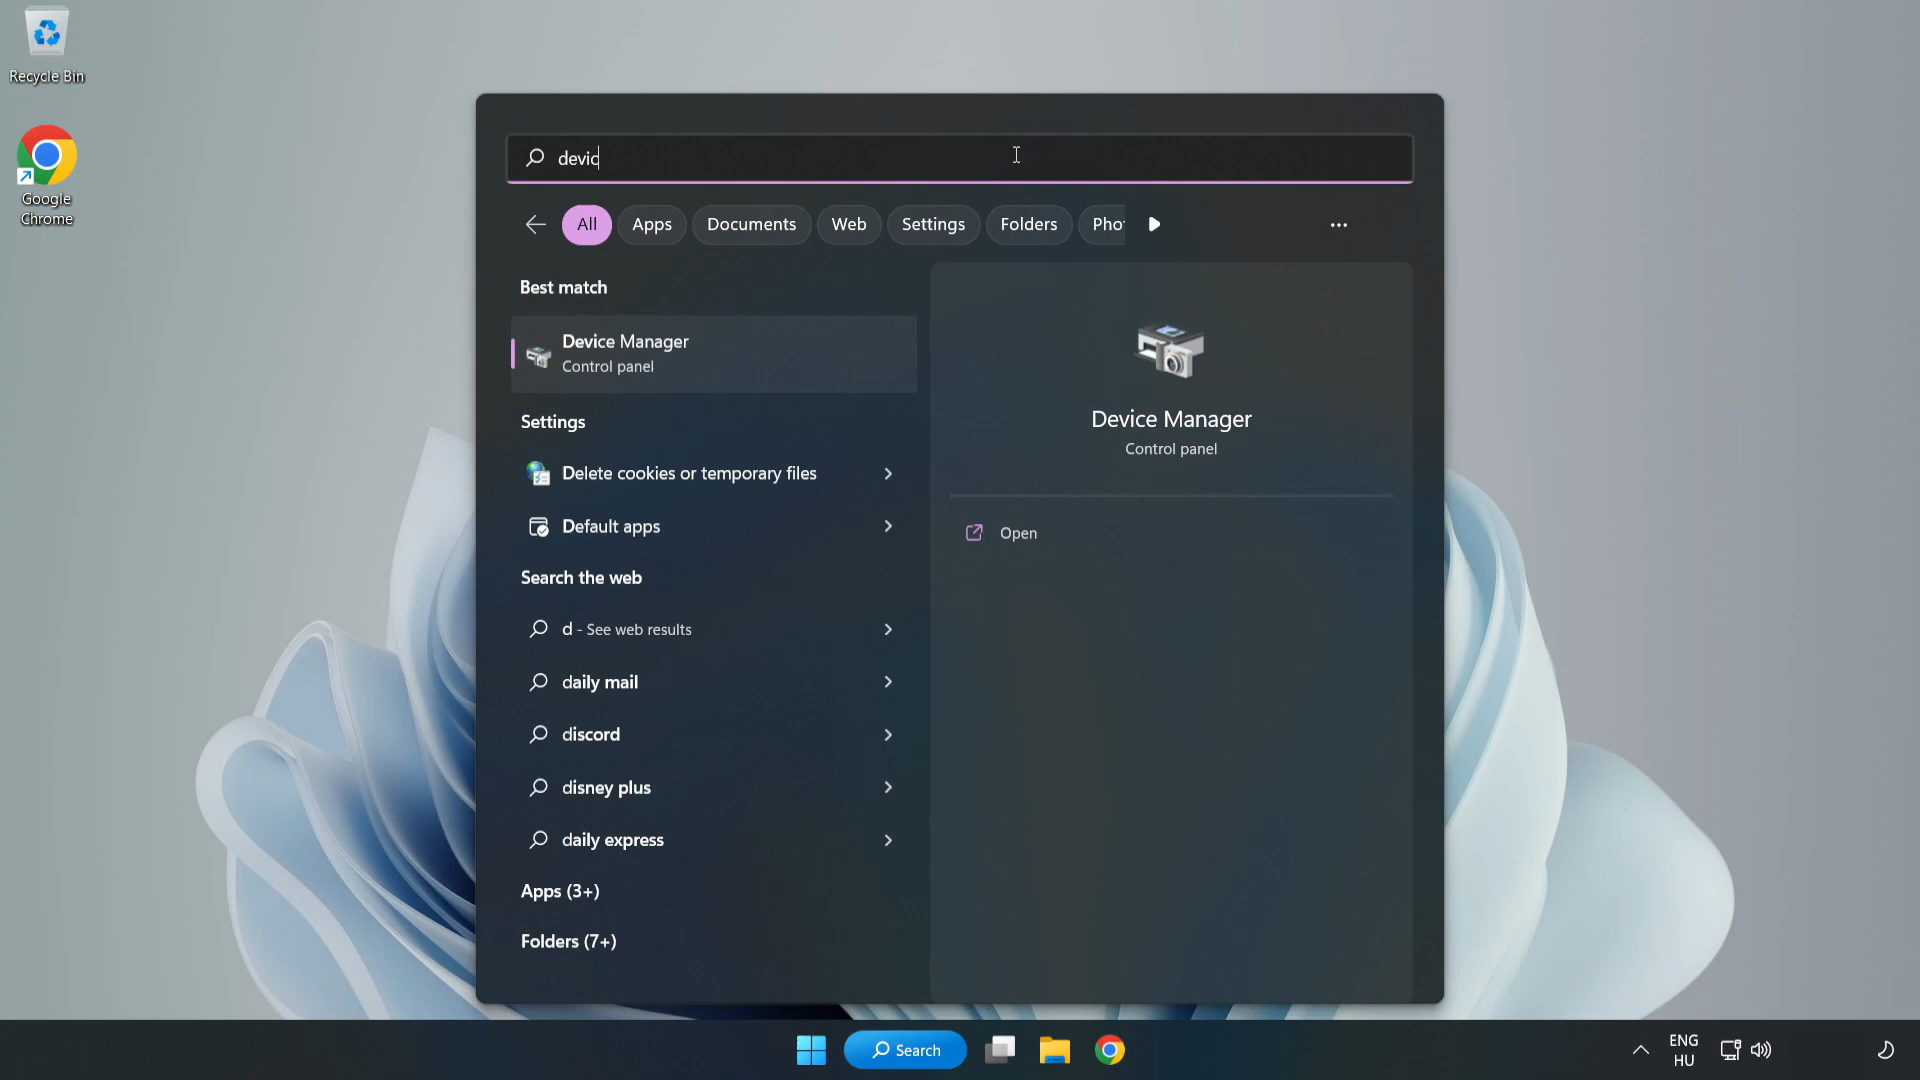 Recycle Bin
Google
Chrome
devic
All
Apps
Documents
Web
Settings
Folders
Pho
Best match
Device Manager
Control panel
Settings
Delete cookies or temporary files
Default apps
Search the web
d - See web results
daily mail
discord
disney plus
daily express
Apps (3+)
Folders (7+)
Device Manager
Control panel
Open
Search
ENG
HU